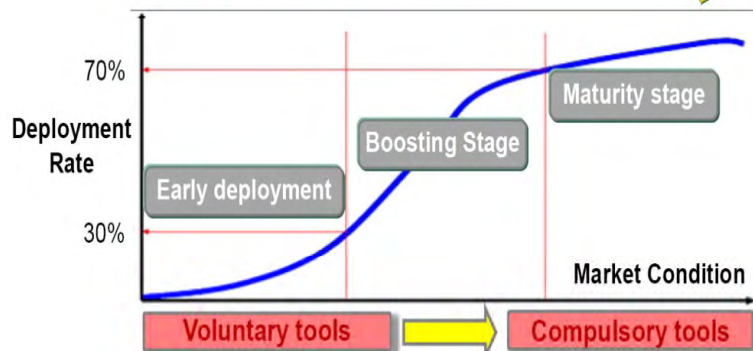 70%
Maturity stage
Deployment
Rate
Boosting Stage
Early deployment
30%
Market Condition
Voluntary tools
Compulsory tools